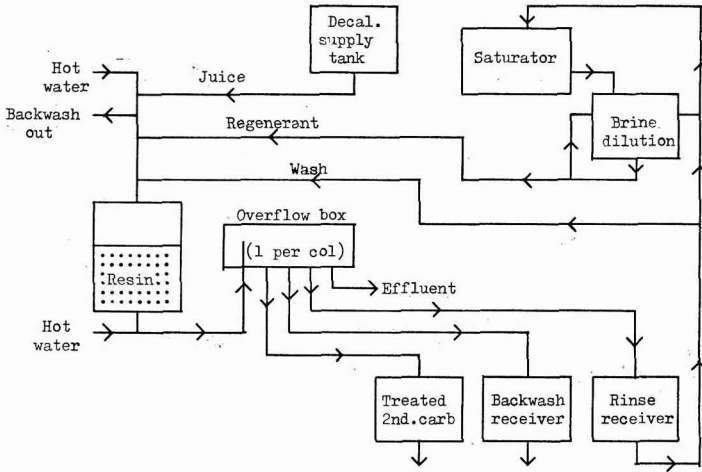 Decal.
supply
tank
Saturator
Hot
water
Juice
Backwash
out
Regenerant
Brine
dilution
Wash
Overflow box
(1 per col)
Resin
Effluent
Hot
water
Treated
2nd.carb
Backwash
receiver
Rinse
receiver